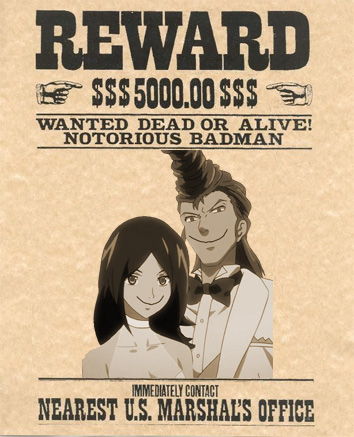 REWARD
$$$ 5000.00 $$$
WANTED DEAD OR ALIVE!
NOTORIOUS BADMAN
IMMEDIATELY CONTACT
NEAREST U.S. MARSHAL'S OFFICE